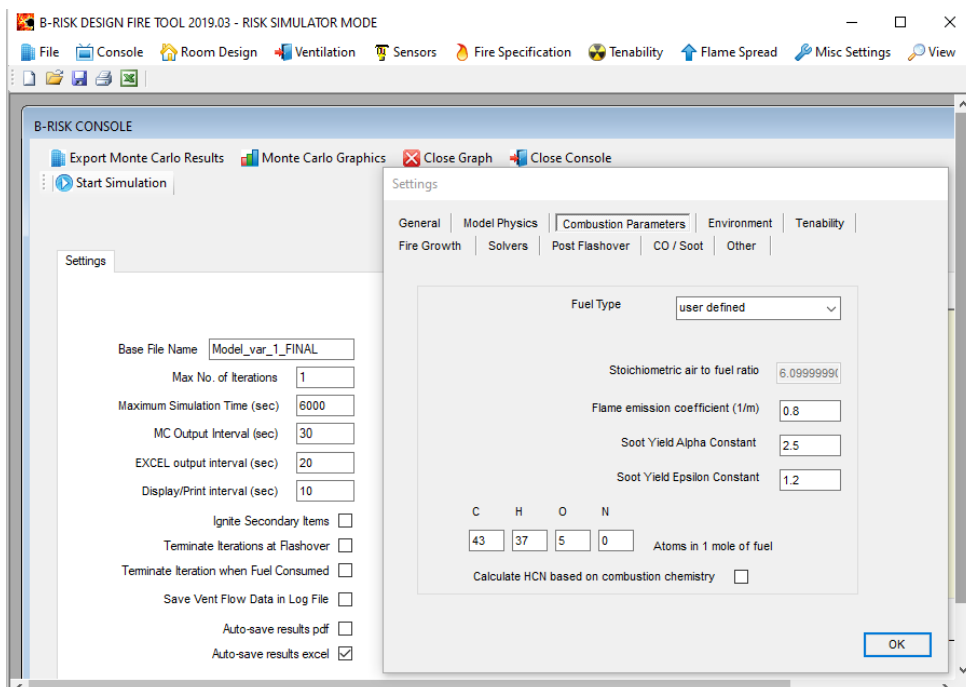 B-RISK DESIGN FIRE TOOL 2019.03 - RISK SIMULATOR MODE
File Console Room Design Ventilation Sensors Fire Specification Tenability Flame Spread Misc Settings View
B-RISK CONSOLE
Export Monte Carlo Results Monte Carlo Graphics Close Graph Close Console
Start Simulation
Settings
Base File Name Model_var_1_FINAL
Max No. of Iterations 1
Maximum Simulation Time (sec) 6000
MC Output Interval (sec) 30
EXCEL output interval (sec) 20
Display/Print interval (sec) 10
Ignite Secondary Items
Terminate Iterations at Flashover
Terminate Iteration when Fuel Consumed
Save Vent Flow Data in Log File
Auto-save results pdf
Auto-save results excel
Settings
General Model Physics Combustion Parameters Environment Tenability
Fire Growth Solvers Post Flashover CO / Soot Other
Fuel Type user defined
Stoichiometric air to fuel ratio 6.0999999
Flame emission coefficient (1/m) 0.8
Soot Yield Alpha Constant 2.5
Soot Yield Epsilon Constant 1.2
C H O N
43 37 5 0 Atoms in 1 mole of fuel
Calculate HCN based on combustion chemistry
OK